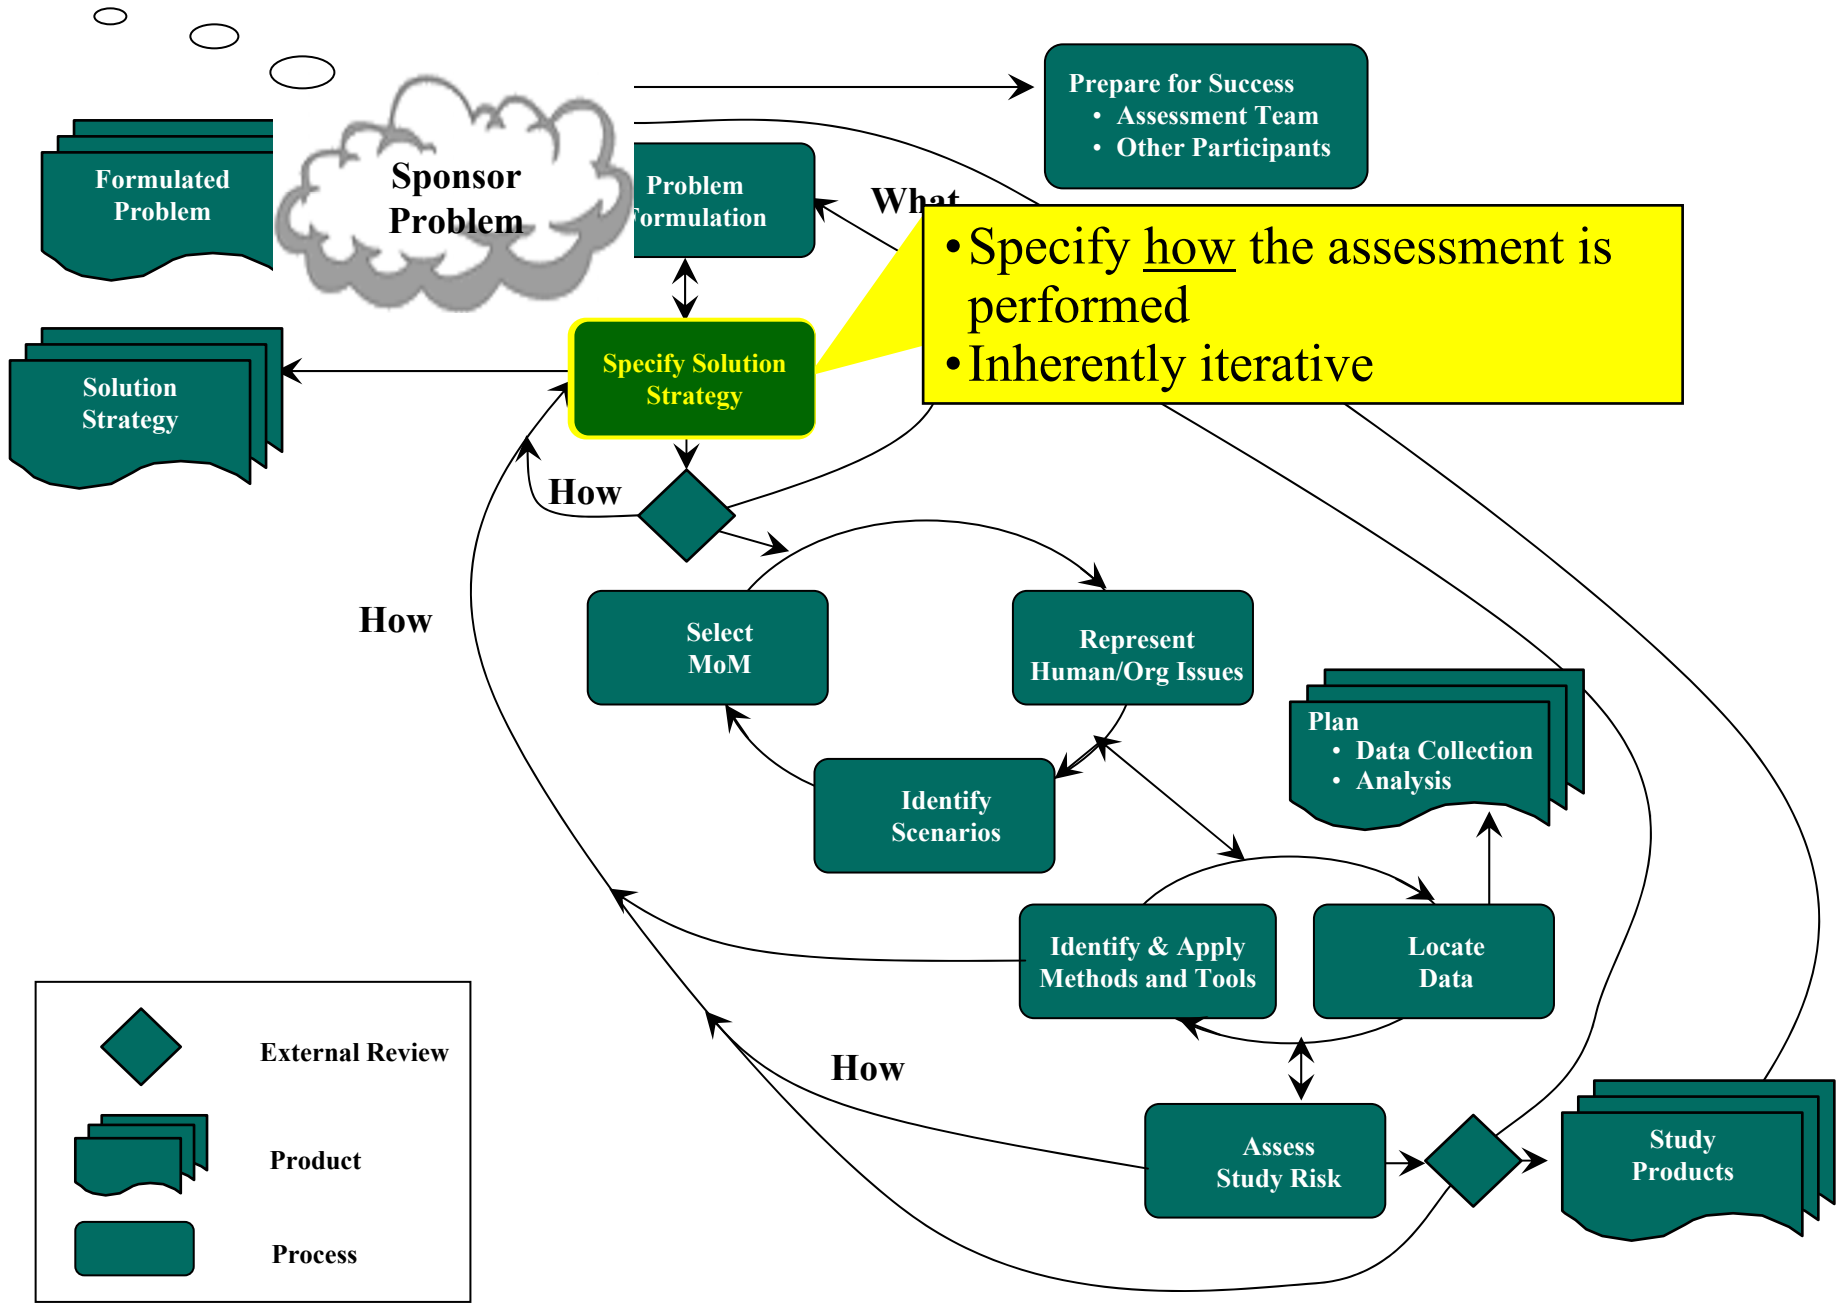 Prepare for Success
• Assessment Team
• Other Participants
Sponsor
Problem
Formulated
Problem
Problem
ormulation
What
• Specify how the assessment is
performed
• Inherently iterative
Specify Solution
Strategy
Solution
Strategy
How
How
Select
MoM
Represent
Human/Org Issues
Plan
• Data Collection
• Analysis
Identify
Scenarios
Identify & Apply
Methods and Tools
Locate
Data
How
Assess
Study Risk
Study
Products
External Review
Product
Process